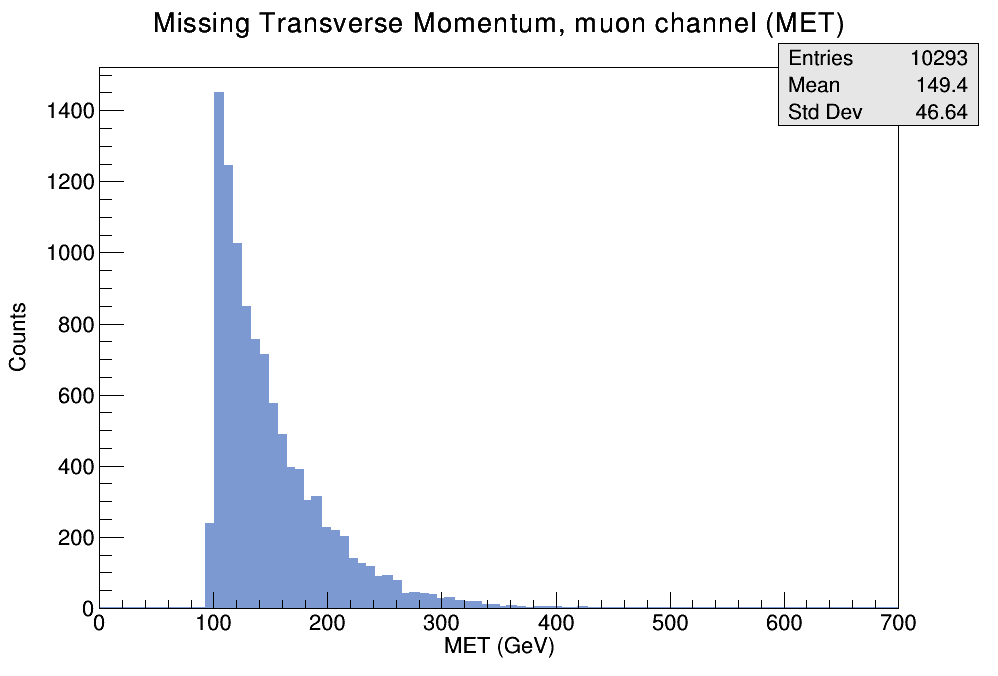 Missing Transverse Momentum, muon channel (MET)
Entries 10293
Mean 149.4
Std Dev 46.64
1400
1200
1000
800
600
400
200
0
Counts
0 100 200 300 400 500 600 700
MET (GeV)